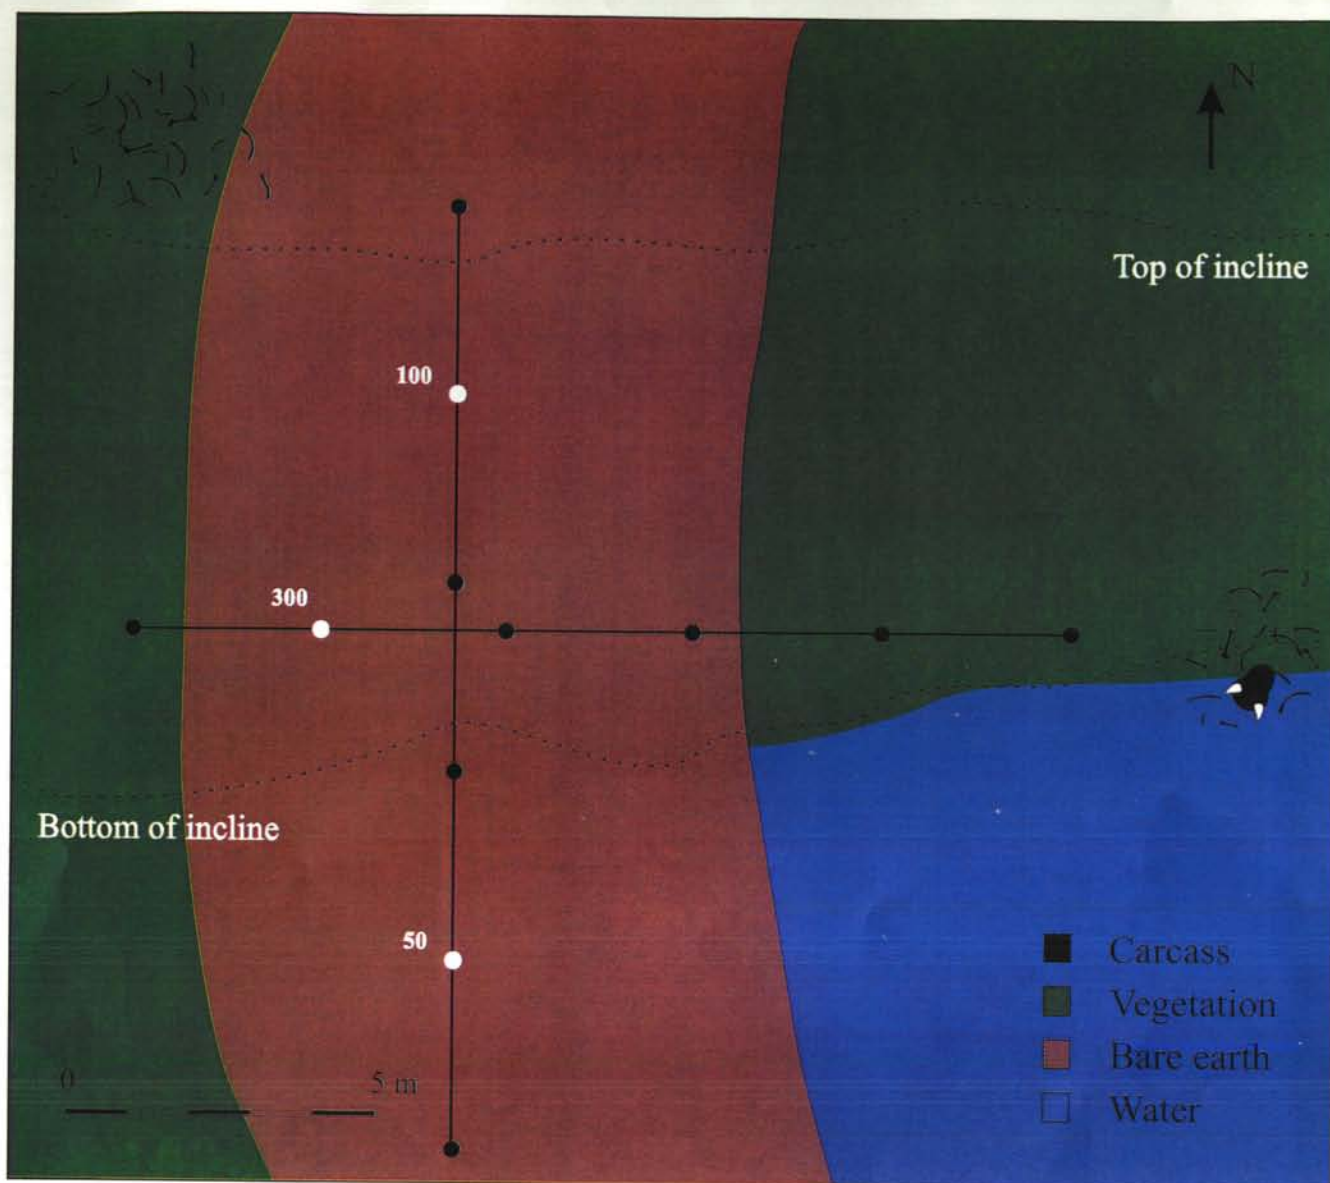 N
Top of incline
100
300
Bottom of incline
50
Carcass
Vegetation
0 5 m
Bare earth
Water